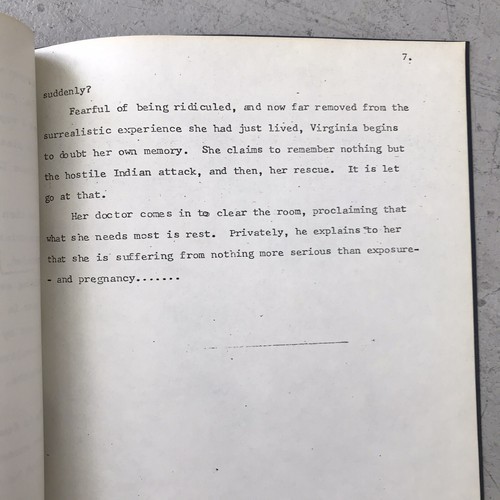 7.
suddenly?
Fearful of being ridiculed, and now far removed from the
surrealistic experience she had just lived, Virginia begins
to doubt her own memory. She claims to remember nothing but
the hostile Indian attack, and then, her rescue. It is let
go at that.
Her doctor comes in to clear the room, proclaiming that
what she needs most is rest. Privately, he explains to her
that she is suffering from nothing more serious than exposure-
- and pregnancy.......